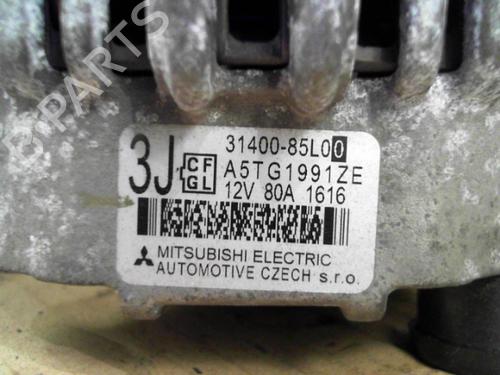 B-PARTS
3J
CF
GL
31400-85L00
A5TG1991ZE
12V 80A 1616
MITSUBISHI ELECTRIC
AUTOMOTIVE CZECH s.r.o.